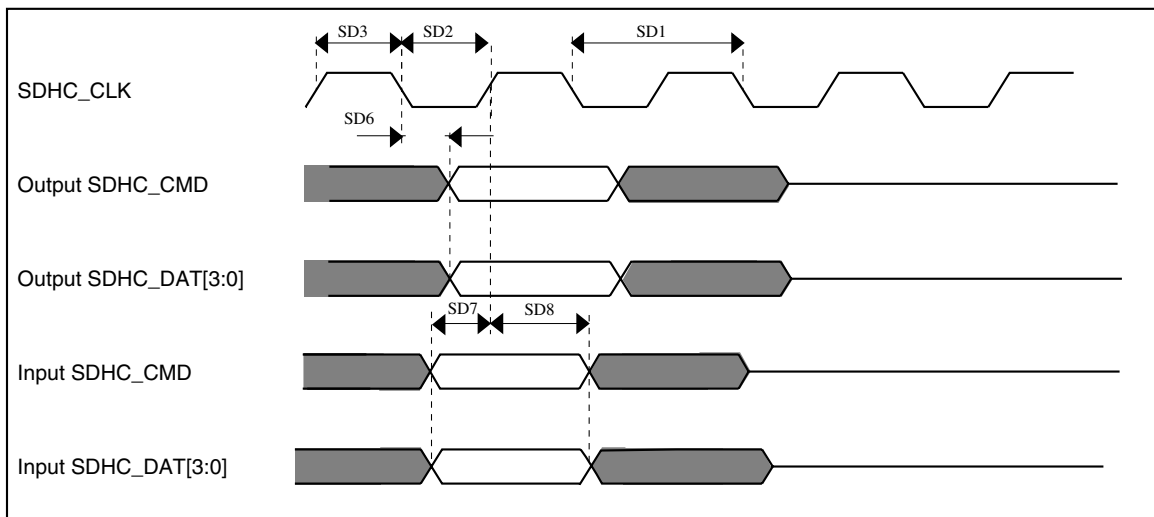 SD3 SD2 SD1
SDHC_CLK
SD6
Output SDHC_CMD
Output SDHC_DAT[3:0]
SD7 SD8
Input SDHC_CMD
Input SDHC_DAT[3:0]